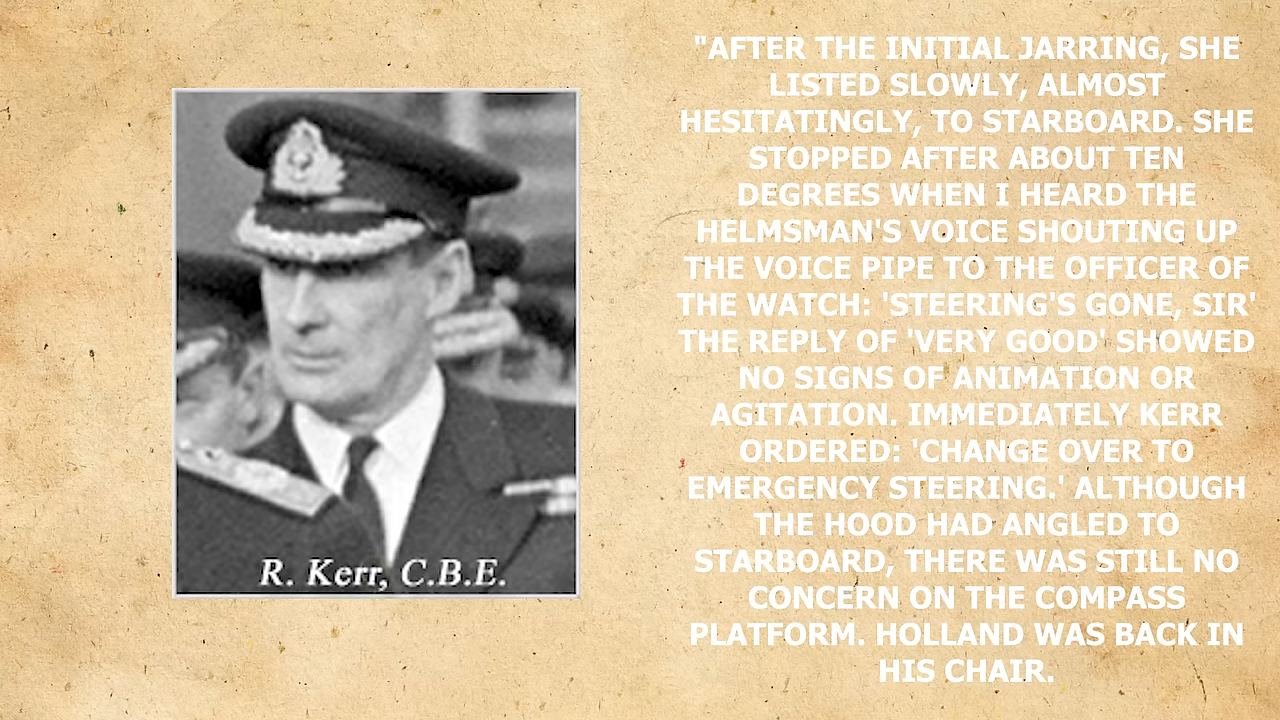 "AFTER THE INITIAL JARRING, SHE
LISTED SLOWLY, ALMOST
HESITATINGLY, TO STARBOARD. SHE
STOPPED AFTER ABOUT TEN
DEGREES WHEN I HEARD THE
HELMSMAN'S VOICE SHOUTING UP
THE VOICE PIPE TO THE OFFICER OF
THE WATCH: 'STEERING'S GONE, SIR'
THE REPLY OF 'VERY GOOD' SHOWED
NO SIGNS OF ANIMATION OR
AGITATION. IMMEDIATELY KERR
ORDERED: 'CHANGE OVER TO
EMERGENCY STEERING.' ALTHOUGH
THE HOOD HAD ANGLED TO
STARBOARD, THERE WAS STILL NO
CONCERN ON THE COMPASS
PLATFORM. HOLLAND WAS BACK IN
HIS CHAIR.
R. Kerr, C.B.E.